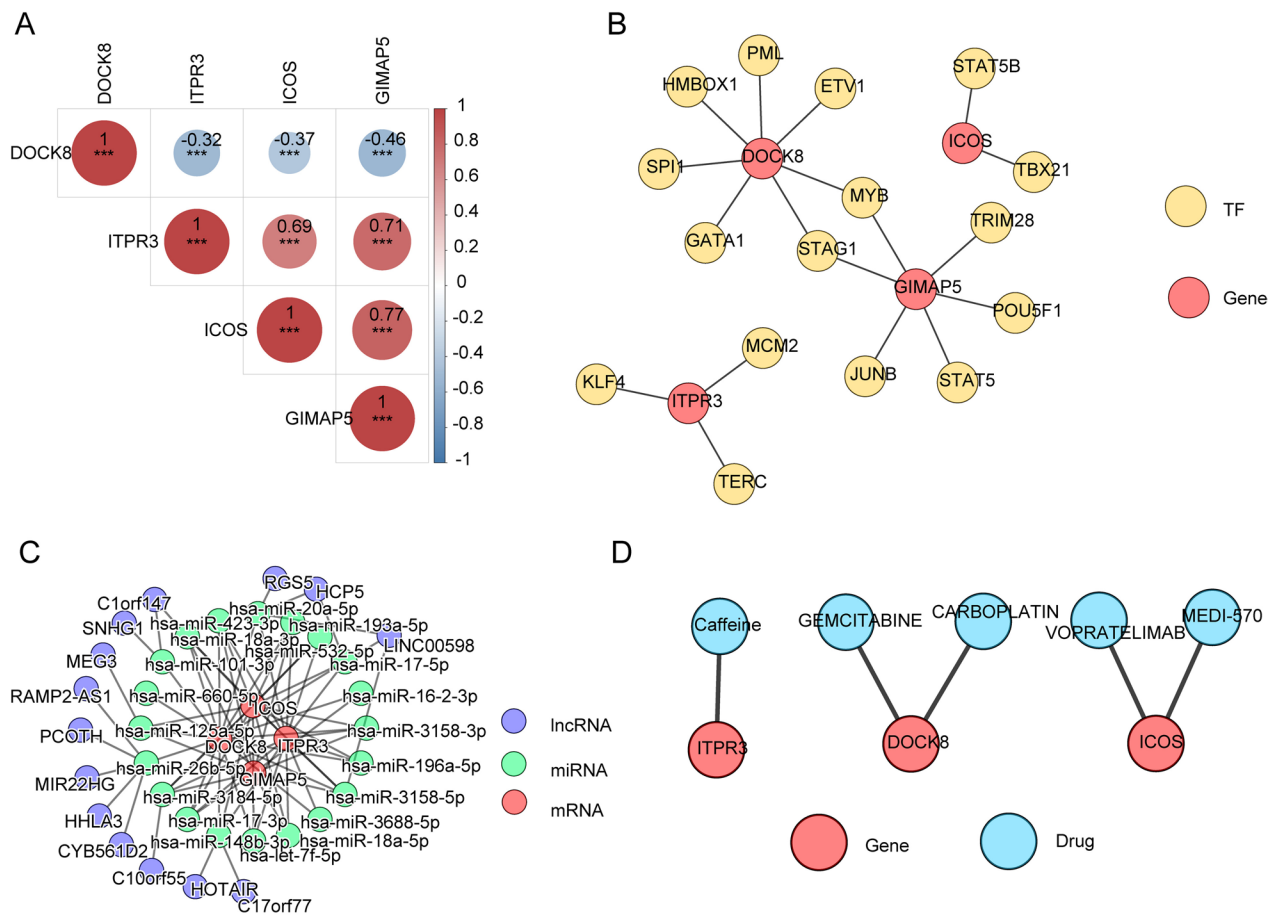 A
DOCK8
ITPR3
ICOS
GIMAP5
DOCK8
1
***
-0.32
***
-0.37
***
-0.46
***
ITPR3
1
***
0.69
***
0.71
***
ICOS
1
***
0.77
***
GIMAP5
1
***
1
0.8
0.6
0.4
0.2
0
-0.2
-0.4
-0.6
-0.8
-1
B
PML
HMBOX1
ETV1
STAT5B
DOCK8
ICOS
SPI1
TBX21
MYB
GATA1
STAG1
TRIM28
GIMAP5
POU5F1
MCM2
JUNB
STAT5
KLF4
ITPR3
TERC
TF
Gene
C
RGS5
HCP5
C1orf147
hsa-miR-20a-5p
SNHG1
hsa-miR-423-3p
hsa-miR-193a-5p
hsa-miR-18a-3p
LINC00598
hsa-miR-532-5p
MEG3
hsa-miR-101-3p
hsa-miR-17-5p
RAMP2-AS1
hsa-miR-660-5p
hsa-miR-16-2-3p
ICOS
PCOTH
hsa-miR-125a-5p
hsa-miR-3158-3p
DOCK8
ITPR3
hsa-miR-26b-5p
hsa-miR-196a-5p
GIMAP5
MIR22HG
hsa-miR-3184-5p
hsa-miR-3158-5p
HHLA3
hsa-miR-17-3p
hsa-miR-3688-5p
CYB561D2
hsa-miR-148b-3p
hsa-miR-18a-5p
hsa-let-7f-5p
C10orf55
HOTAIR
C17orf77
lncRNA
miRNA
mRNA
D
Caffeine
GEMCITABINE
CARBOPLATIN
VOPRATELIMAB
MEDI-570
ITPR3
DOCK8
ICOS
Gene
Drug